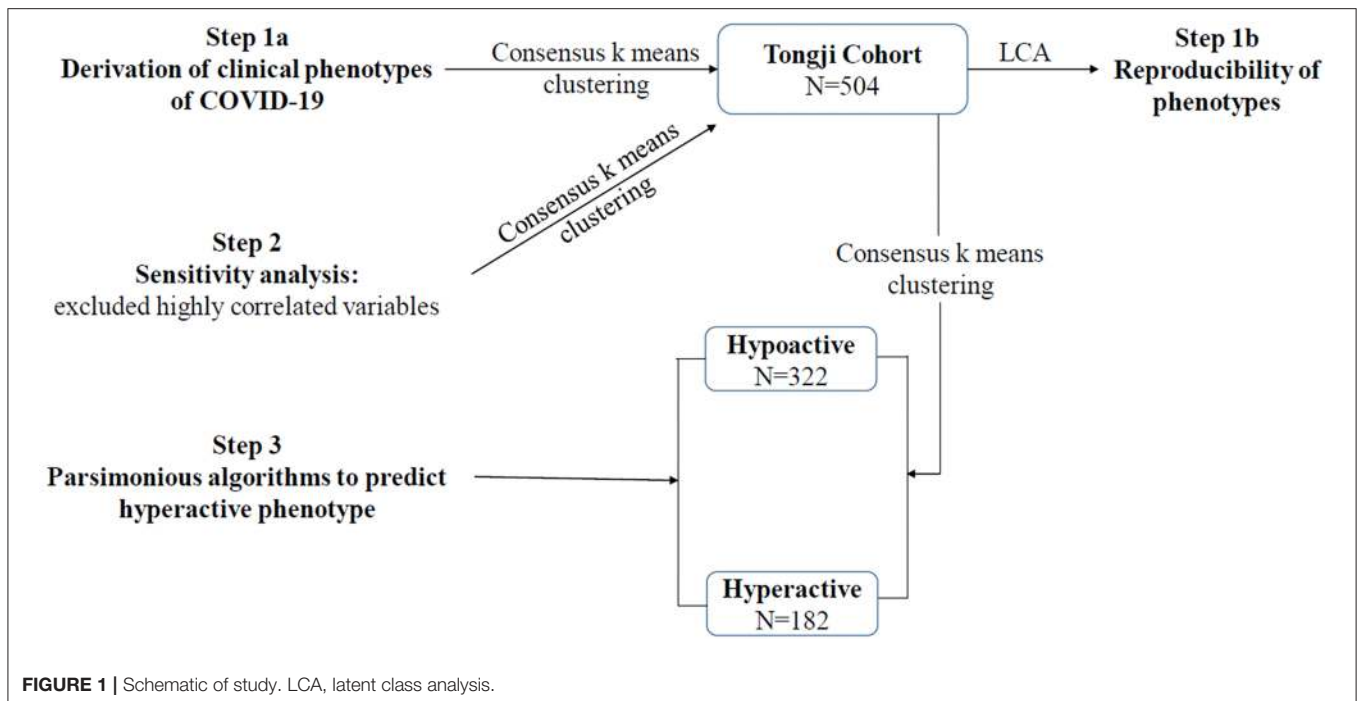 Step 1a
Derivation of clinical phenotypes
of COVID-19
Consensus k means
clustering
Tongji Cohort
N=504
LCA
Step 1b
Reproducibility of
phenotypes
Consensus k means
clustering
Step 2
Sensitivity analysis:
excluded highly correlated variables
Consensus k means
clustering
Hypoactive
N=322
Step 3
Parsimonious algorithms to predict
hyperactive phenotype
Hyperactive
N=182
FIGURE 1 | Schematic of study. LCA, latent class analysis.